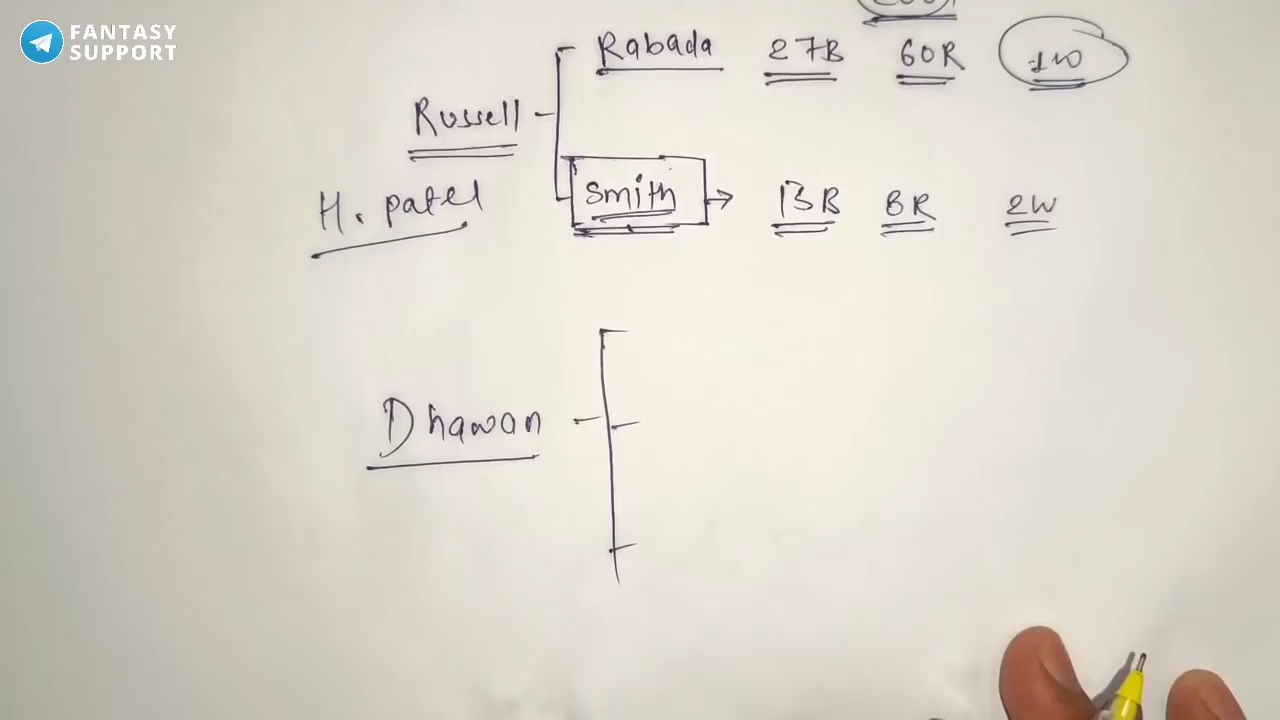 FANTASY
SUPPORT
Rabada 27B 60R 1W
Russell
Smith → 13B 8R 2W
H. patel
Dhawan